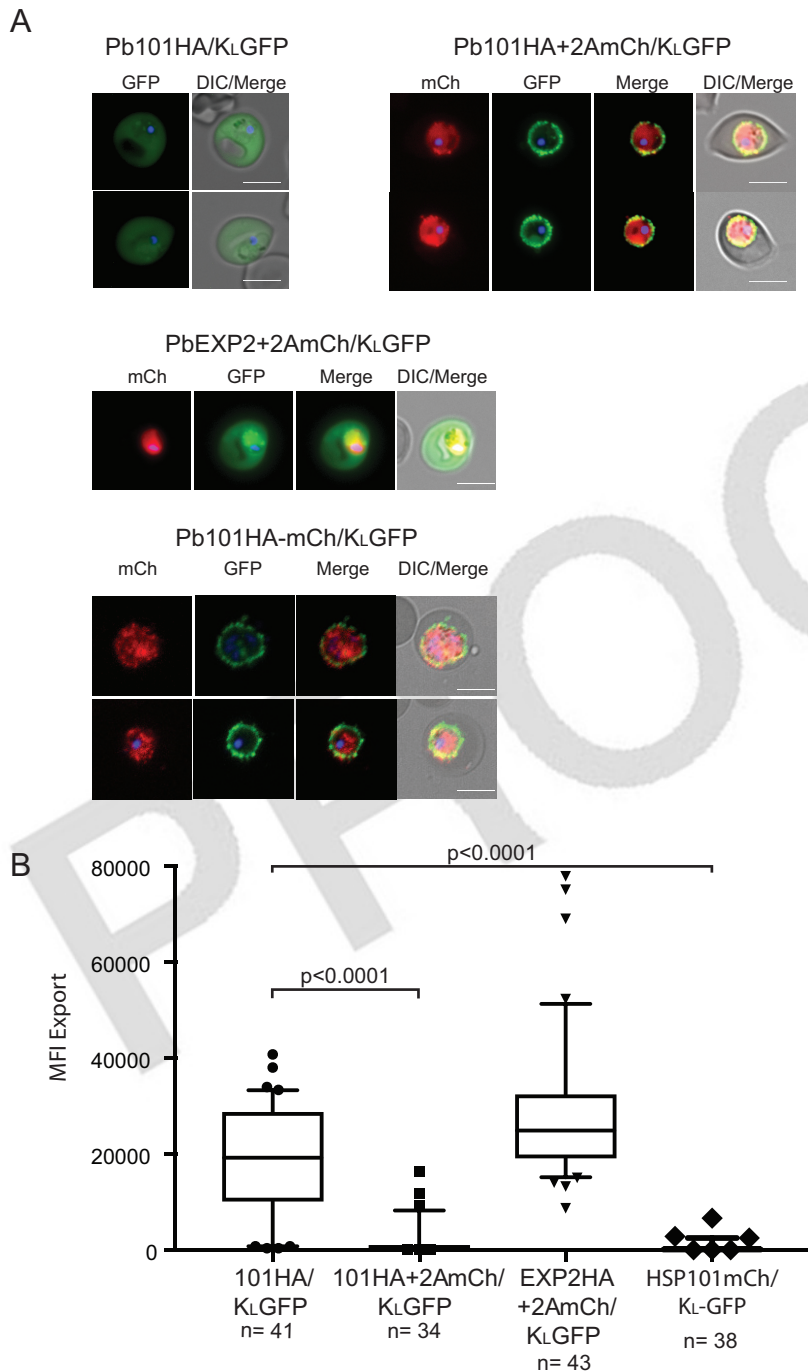 A
Pb101HA/KLGFP
GFP DIC/Merge
Pb101HA+2AmCh/KLGFP
mCh GFP Merge DIC/Merge
PbEXP2+2AmCh/KLGFP
mCh GFP Merge DIC/Merge
Pb101HA-mCh/KLGFP
mCh GFP Merge DIC/Merge
B
MFI Export
80000
60000
40000
20000
0
p<0.0001
p<0.0001
101HA/
KLGFP
n= 41
101HA+2AmCh/
KLGFP
n= 34
EXP2HA
+2AmCh/
KLGFP
n= 43
HSP101mCh/
KL-GFP
n= 38
PROO